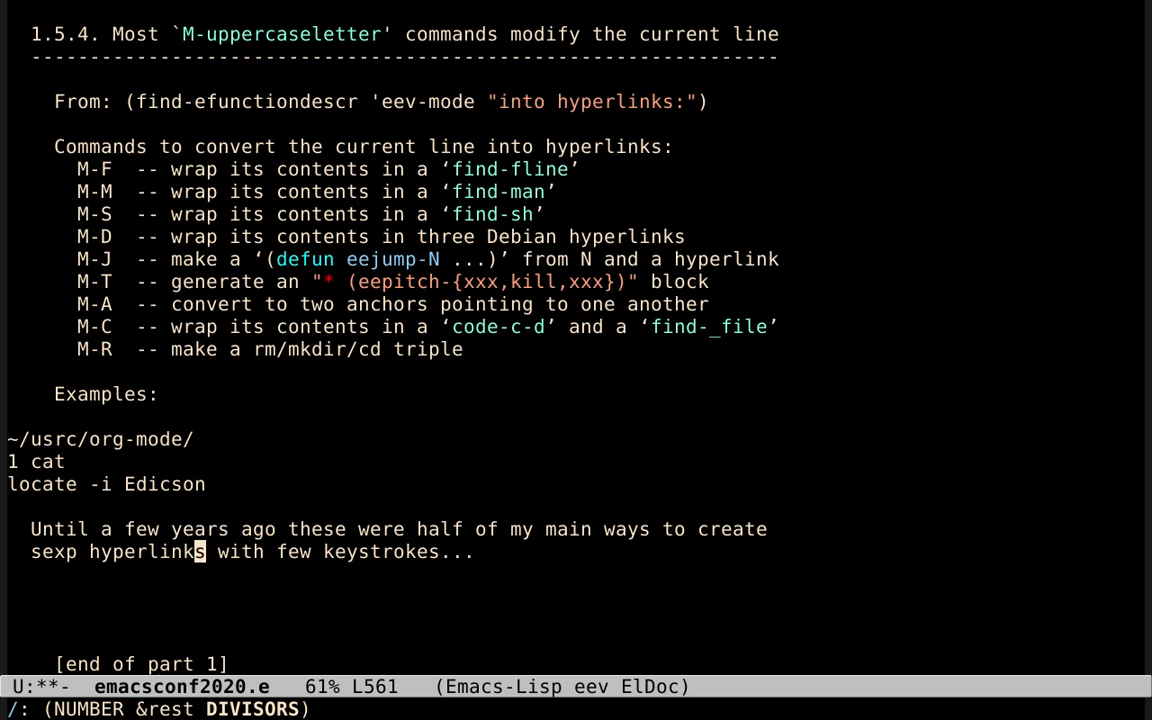 1.5.4. Most `M-uppercaseletter' commands modify the current line
----------------------------------------------------------------
From: (find-efunctiondescr 'eev-mode "into hyperlinks:")
Commands to convert the current line into hyperlinks:
M-F  -- wrap its contents in a ‘find-fline’
M-M  -- wrap its contents in a ‘find-man’
M-S  -- wrap its contents in a ‘find-sh’
M-D  -- wrap its contents in three Debian hyperlinks
M-J  -- make a ‘(defun eejump-N ...)’ from N and a hyperlink
M-T  -- generate an "* (eepitch-{xxx,kill,xxx})" block
M-A  -- convert to two anchors pointing to one another
M-C  -- wrap its contents in a ‘code-c-d’ and a ‘find-_file’
M-R  -- make a rm/mkdir/cd triple
Examples:
~/usrc/org-mode/
1 cat
locate -i Edicson
Until a few years ago these were half of my main ways to create
sexp hyperlinks with few keystrokes...
[end of part 1]
U:**-  emacsconf2020.e   61% L561   (Emacs-Lisp eev ElDoc)
/: (NUMBER &rest DIVISORS)